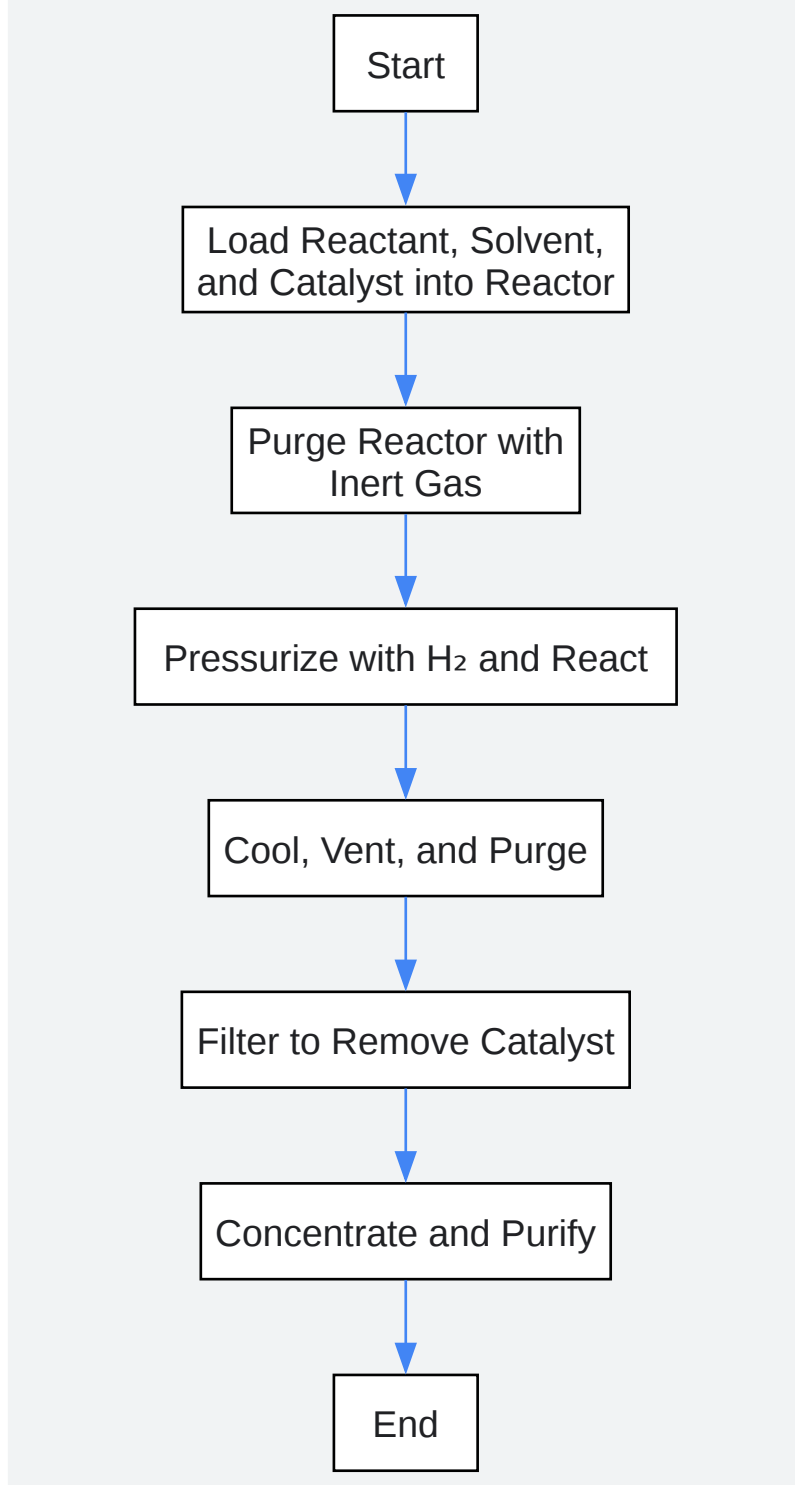 Start
Load Reactant, Solvent,
and Catalyst into Reactor
Purge Reactor with
Inert Gas
Pressurize with H₂ and React
Cool, Vent, and Purge
Filter to Remove Catalyst
Concentrate and Purify
End